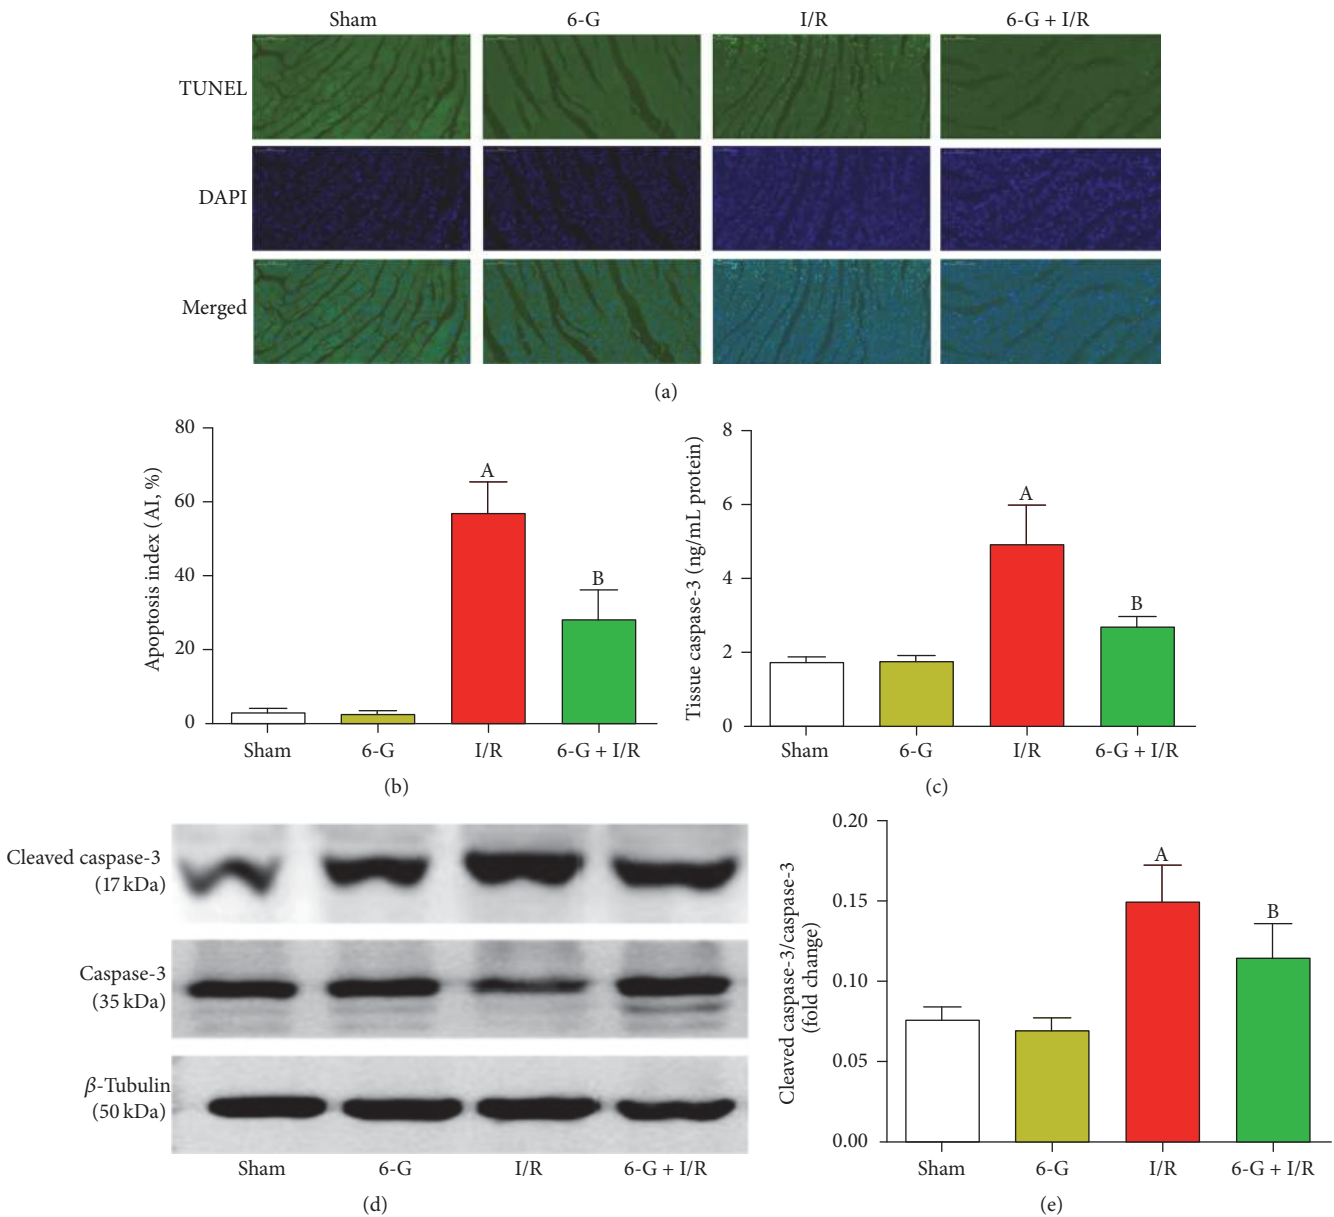 Sham 6-G I/R 6-G + I/R
TUNEL
DAPI
Merged
(a)
80
60
40
20
0
Apoptosis index (AI, %)
A
B
Sham 6-G I/R 6-G + I/R
(b)
8
6
4
2
0
Tissue caspase-3 (ng/mL protein)
A
B
Sham 6-G I/R 6-G + I/R
(c)
Cleaved caspase-3
(17 kDa)
Caspase-3
(35 kDa)
β-Tubulin
(50 kDa)
Sham 6-G I/R 6-G + I/R
(d)
0.20
0.15
0.10
0.05
0.00
Cleaved caspase-3/caspase-3
(fold change)
A
B
Sham 6-G I/R 6-G + I/R
(e)